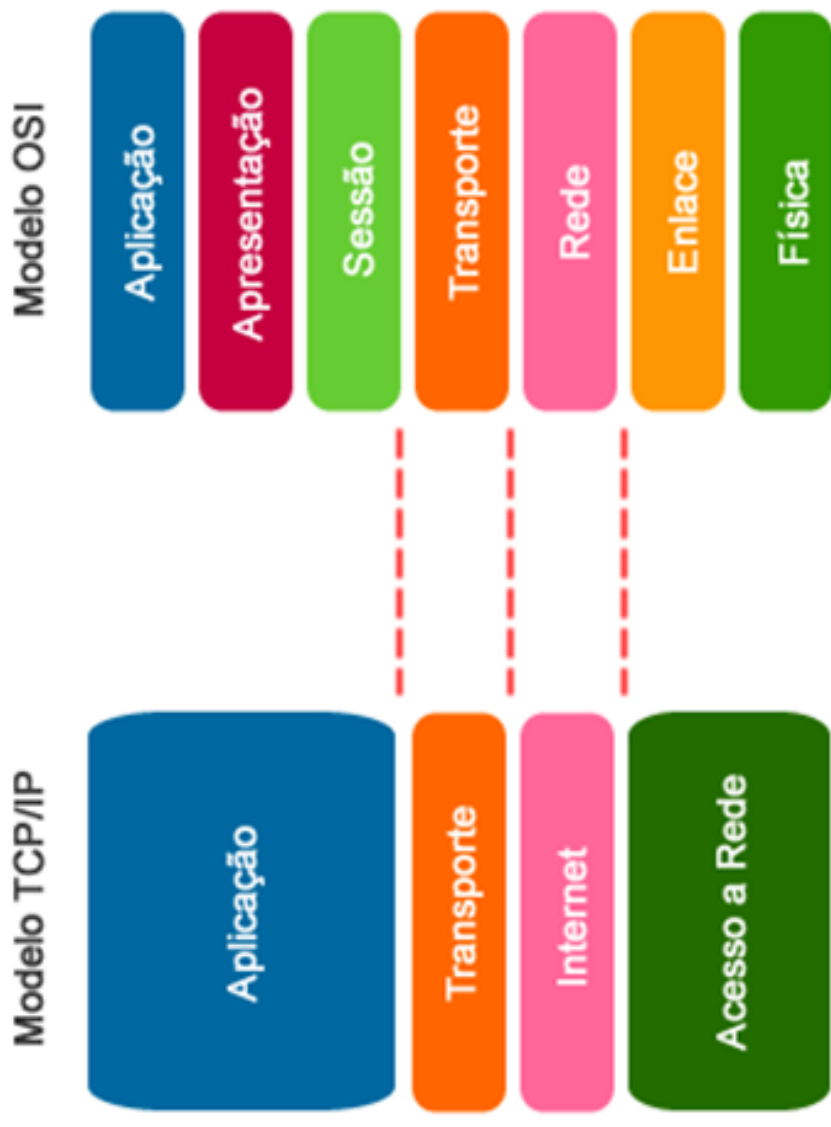 Modelo TCP/IP
Modelo OSI
Aplicação
Transporte
Internet
Acesso a Rede
Aplicação
Apresentação
Sessão
Transporte
Rede
Enlace
Física